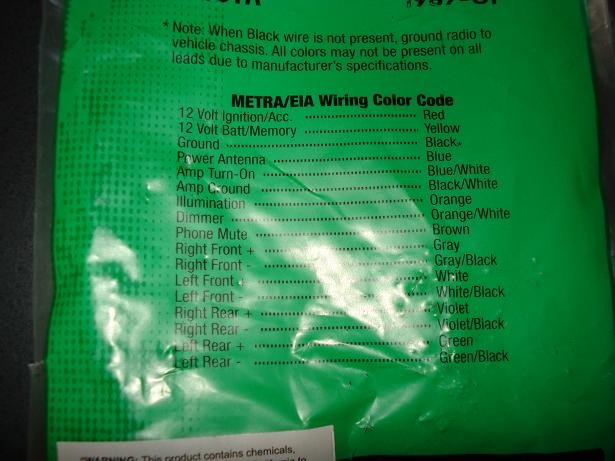 * Note: When Black wire is not present, ground radio to
vehicle chassis. All colors may not be present on all
leads due to manufacturer's specifications.
METRA/EIA Wiring Color Code
12 Volt Ignition/Acc. Red
12 Volt Batt/Memory Yellow
Ground Black*
Power Antenna Blue
Amp Turn-On Blue/White
Amp Ground Black/White
Illumination Orange
Dimmer Orange/White
Phone Mute Brown
Right Front + Gray
Right Front - Gray/Black
Left Front + White
Left Front - White/Black
Right Rear + Violet
Right Rear - Violet/Black
Left Rear + Green
Left Rear - Green/Black
WARNING: This product contains chemicals,